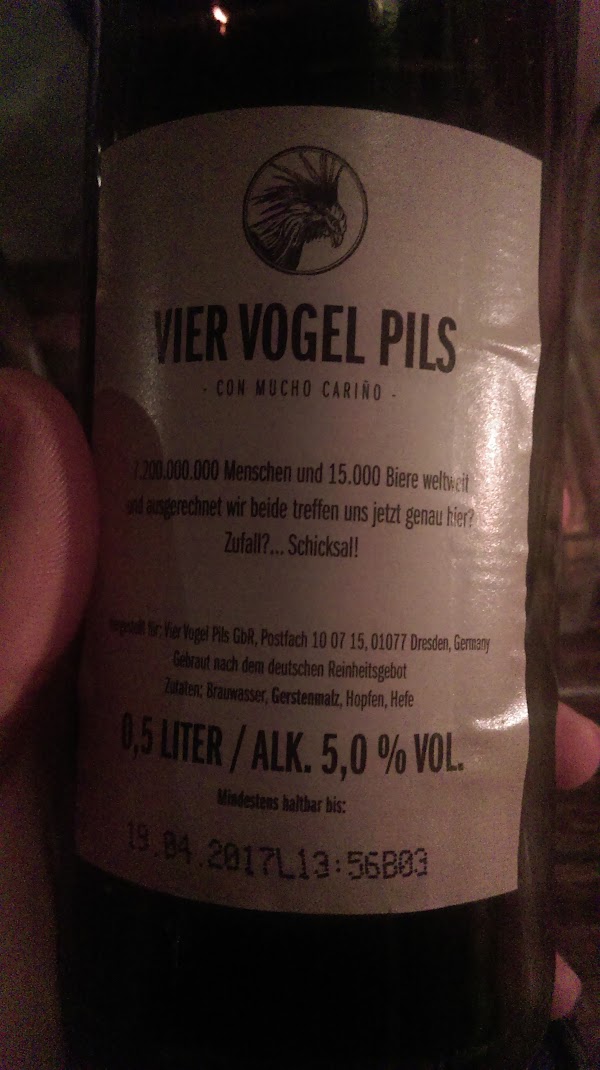 VIER VOGEL PILS
- CON MUCHO CARIÑO -
7.200.000.000 Menschen und 15.000 Biere weltweit
und ausgerechnet wir beide treffen uns jetzt genau hier?
Zufall?... Schicksal!
Hergestellt für: Vier Vogel Pils GbR, Postfach 10 07 15, 01077 Dresden, Germany
Gebraut nach dem deutschen Reinheitsgebot
Zutaten: Brauwasser, Gerstenmalz, Hopfen, Hefe
0,5 LITER / ALK. 5,0 % VOL.
Mindestens haltbar bis:
19.04.2017L13:56B03